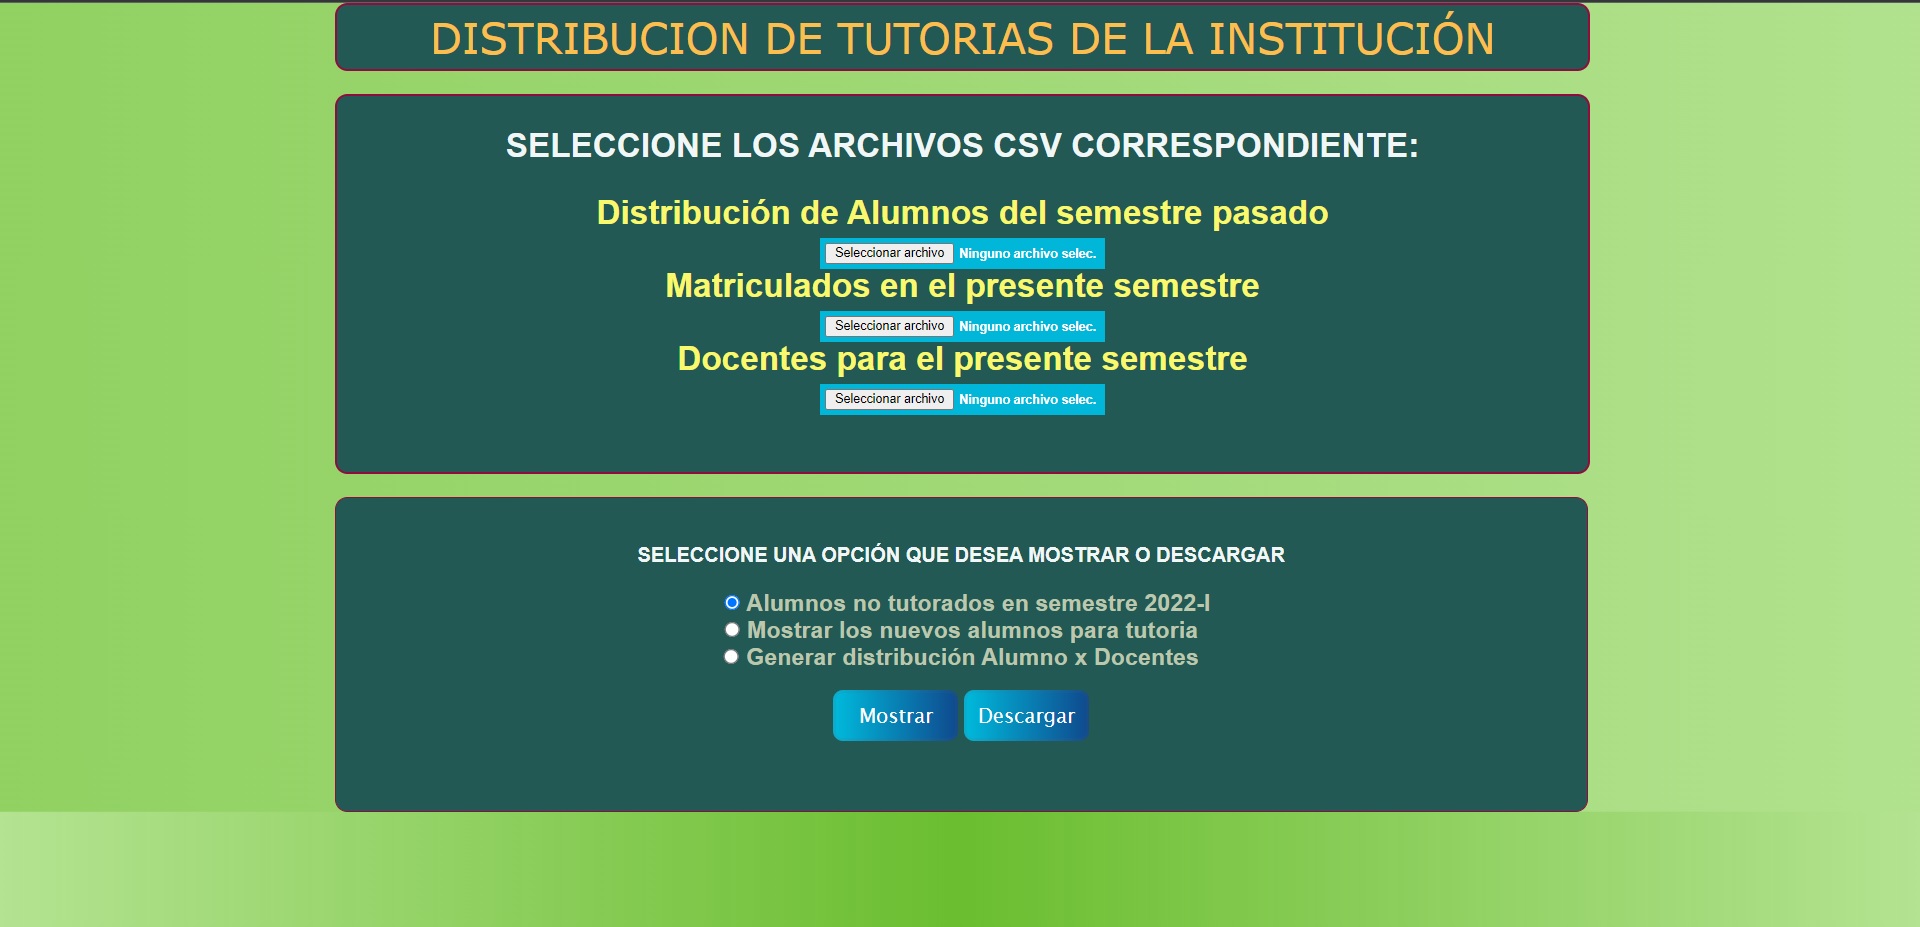 DISTRIBUCION DE TUTORIAS DE LA INSTITUCIÓN
SELECCIONE LOS ARCHIVOS CSV CORRESPONDIENTE:
Distribución de Alumnos del semestre pasado
Seleccionar archivo Ninguno archivo selec.
Matriculados en el presente semestre
Seleccionar archivo Ninguno archivo selec.
Docentes para el presente semestre
Seleccionar archivo Ninguno archivo selec.
SELECCIONE UNA OPCIÓN QUE DESEA MOSTRAR O DESCARGAR
Alumnos no tutorados en semestre 2022-I
Mostrar los nuevos alumnos para tutoria
Generar distribución Alumno x Docentes
Mostrar Descargar